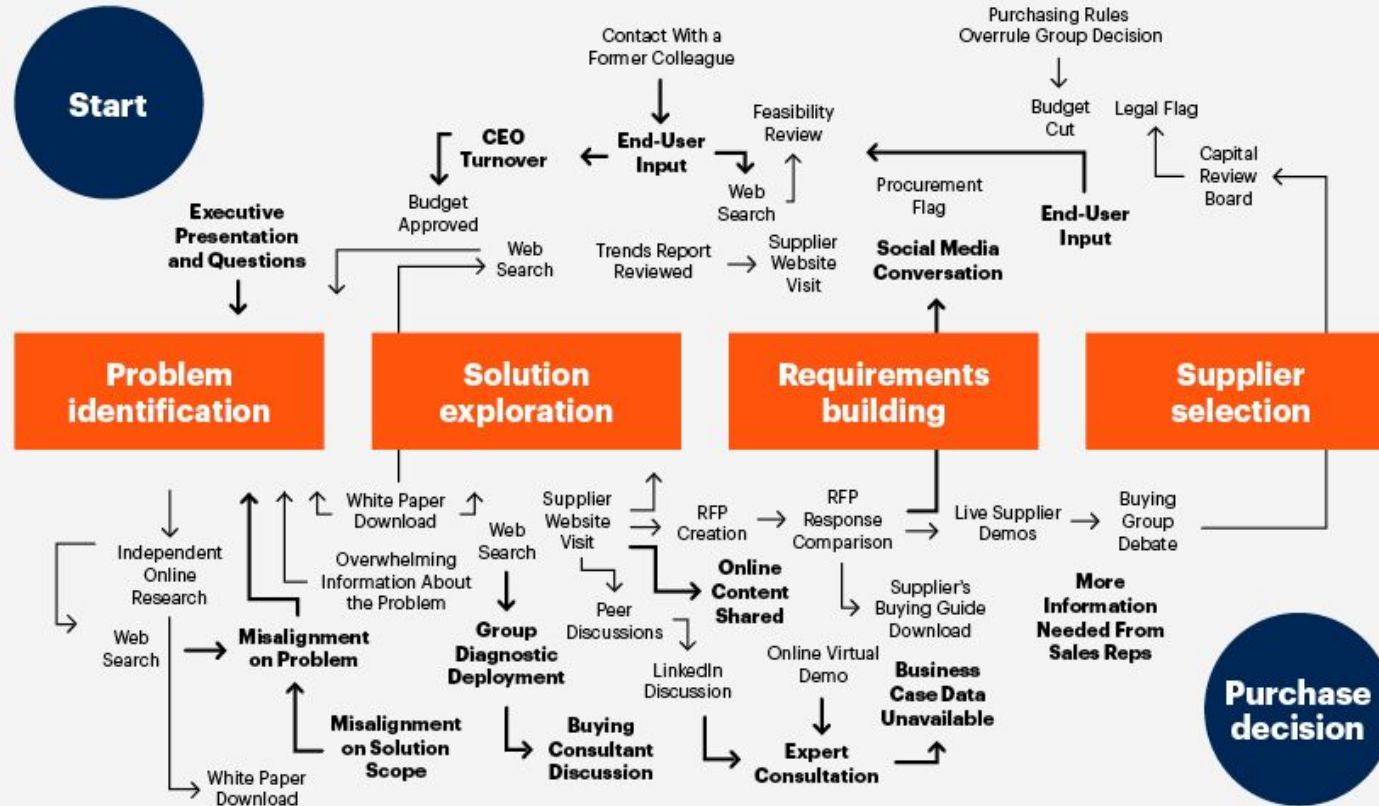 Start
Contact With a
Former Colleague
Purchasing Rules
Overrule Group Decision
CEO
Turnover
End-User
Input
Feasibility
Review
Budget
Cut
Legal Flag
Budget
Approved
Web
Search
Procurement
Flag
End-User
Input
Capital
Review
Board
Executive
Presentation
and Questions
Web
Search
Trends Report
Reviewed
Supplier
Website
Visit
Social Media
Conversation
Problem
identification
Solution
exploration
Requirements
building
Supplier
selection
White Paper
Download
Web
Search
Supplier
Website
Visit
RFP
Creation
RFP
Response
Comparison
Live Supplier
Demos
Buying
Group
Debate
Independent
Online
Research
Overwhelming
Information About
the Problem
Online
Content
Shared
Supplier's
Buying Guide
Download
More
Information
Needed From
Sales Reps
Web
Search
Misalignment
on Problem
Group
Diagnostic
Deployment
Peer
Discussions
LinkedIn
Discussion
Online Virtual
Demo
Business
Case Data
Unavailable
Misalignment
on Solution
Scope
Buying
Consultant
Discussion
Expert
Consultation
White Paper
Download
Purchase
decision